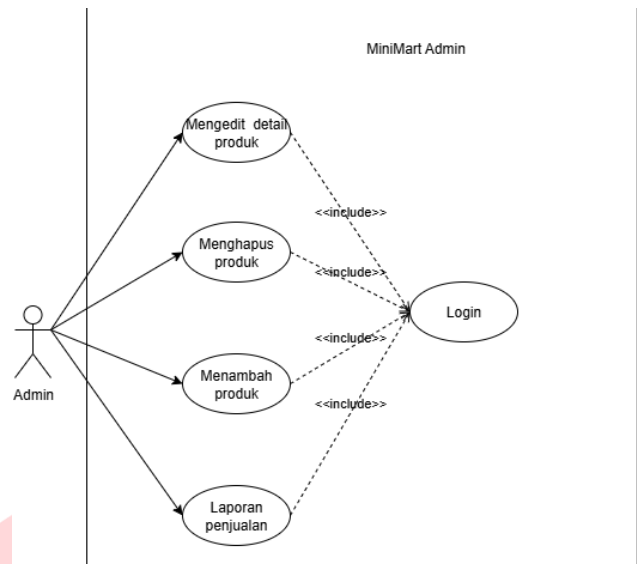 MiniMart Admin
Mengedit detail
produk
<<include>>
Menghapus
produk
<<include>>
Login
<<include>>
Admin
Menambah
produk
<<include>>
Laporan
penjualan